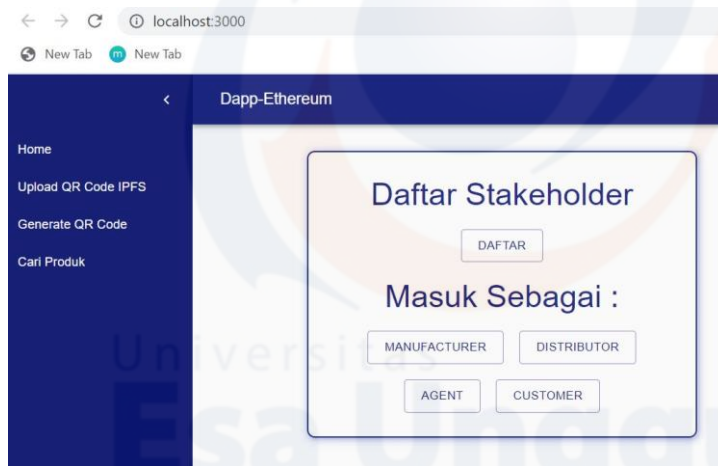 localhost:3000
New Tab m New Tab
Dapp-Ethereum
Home
Upload QR Code IPFS
Generate QR Code
Cari Produk
Daftar Stakeholder
DAFTAR
Masuk Sebagai :
MANUFACTURER DISTRIBUTOR
AGENT CUSTOMER
Universitas
Esa Unggu